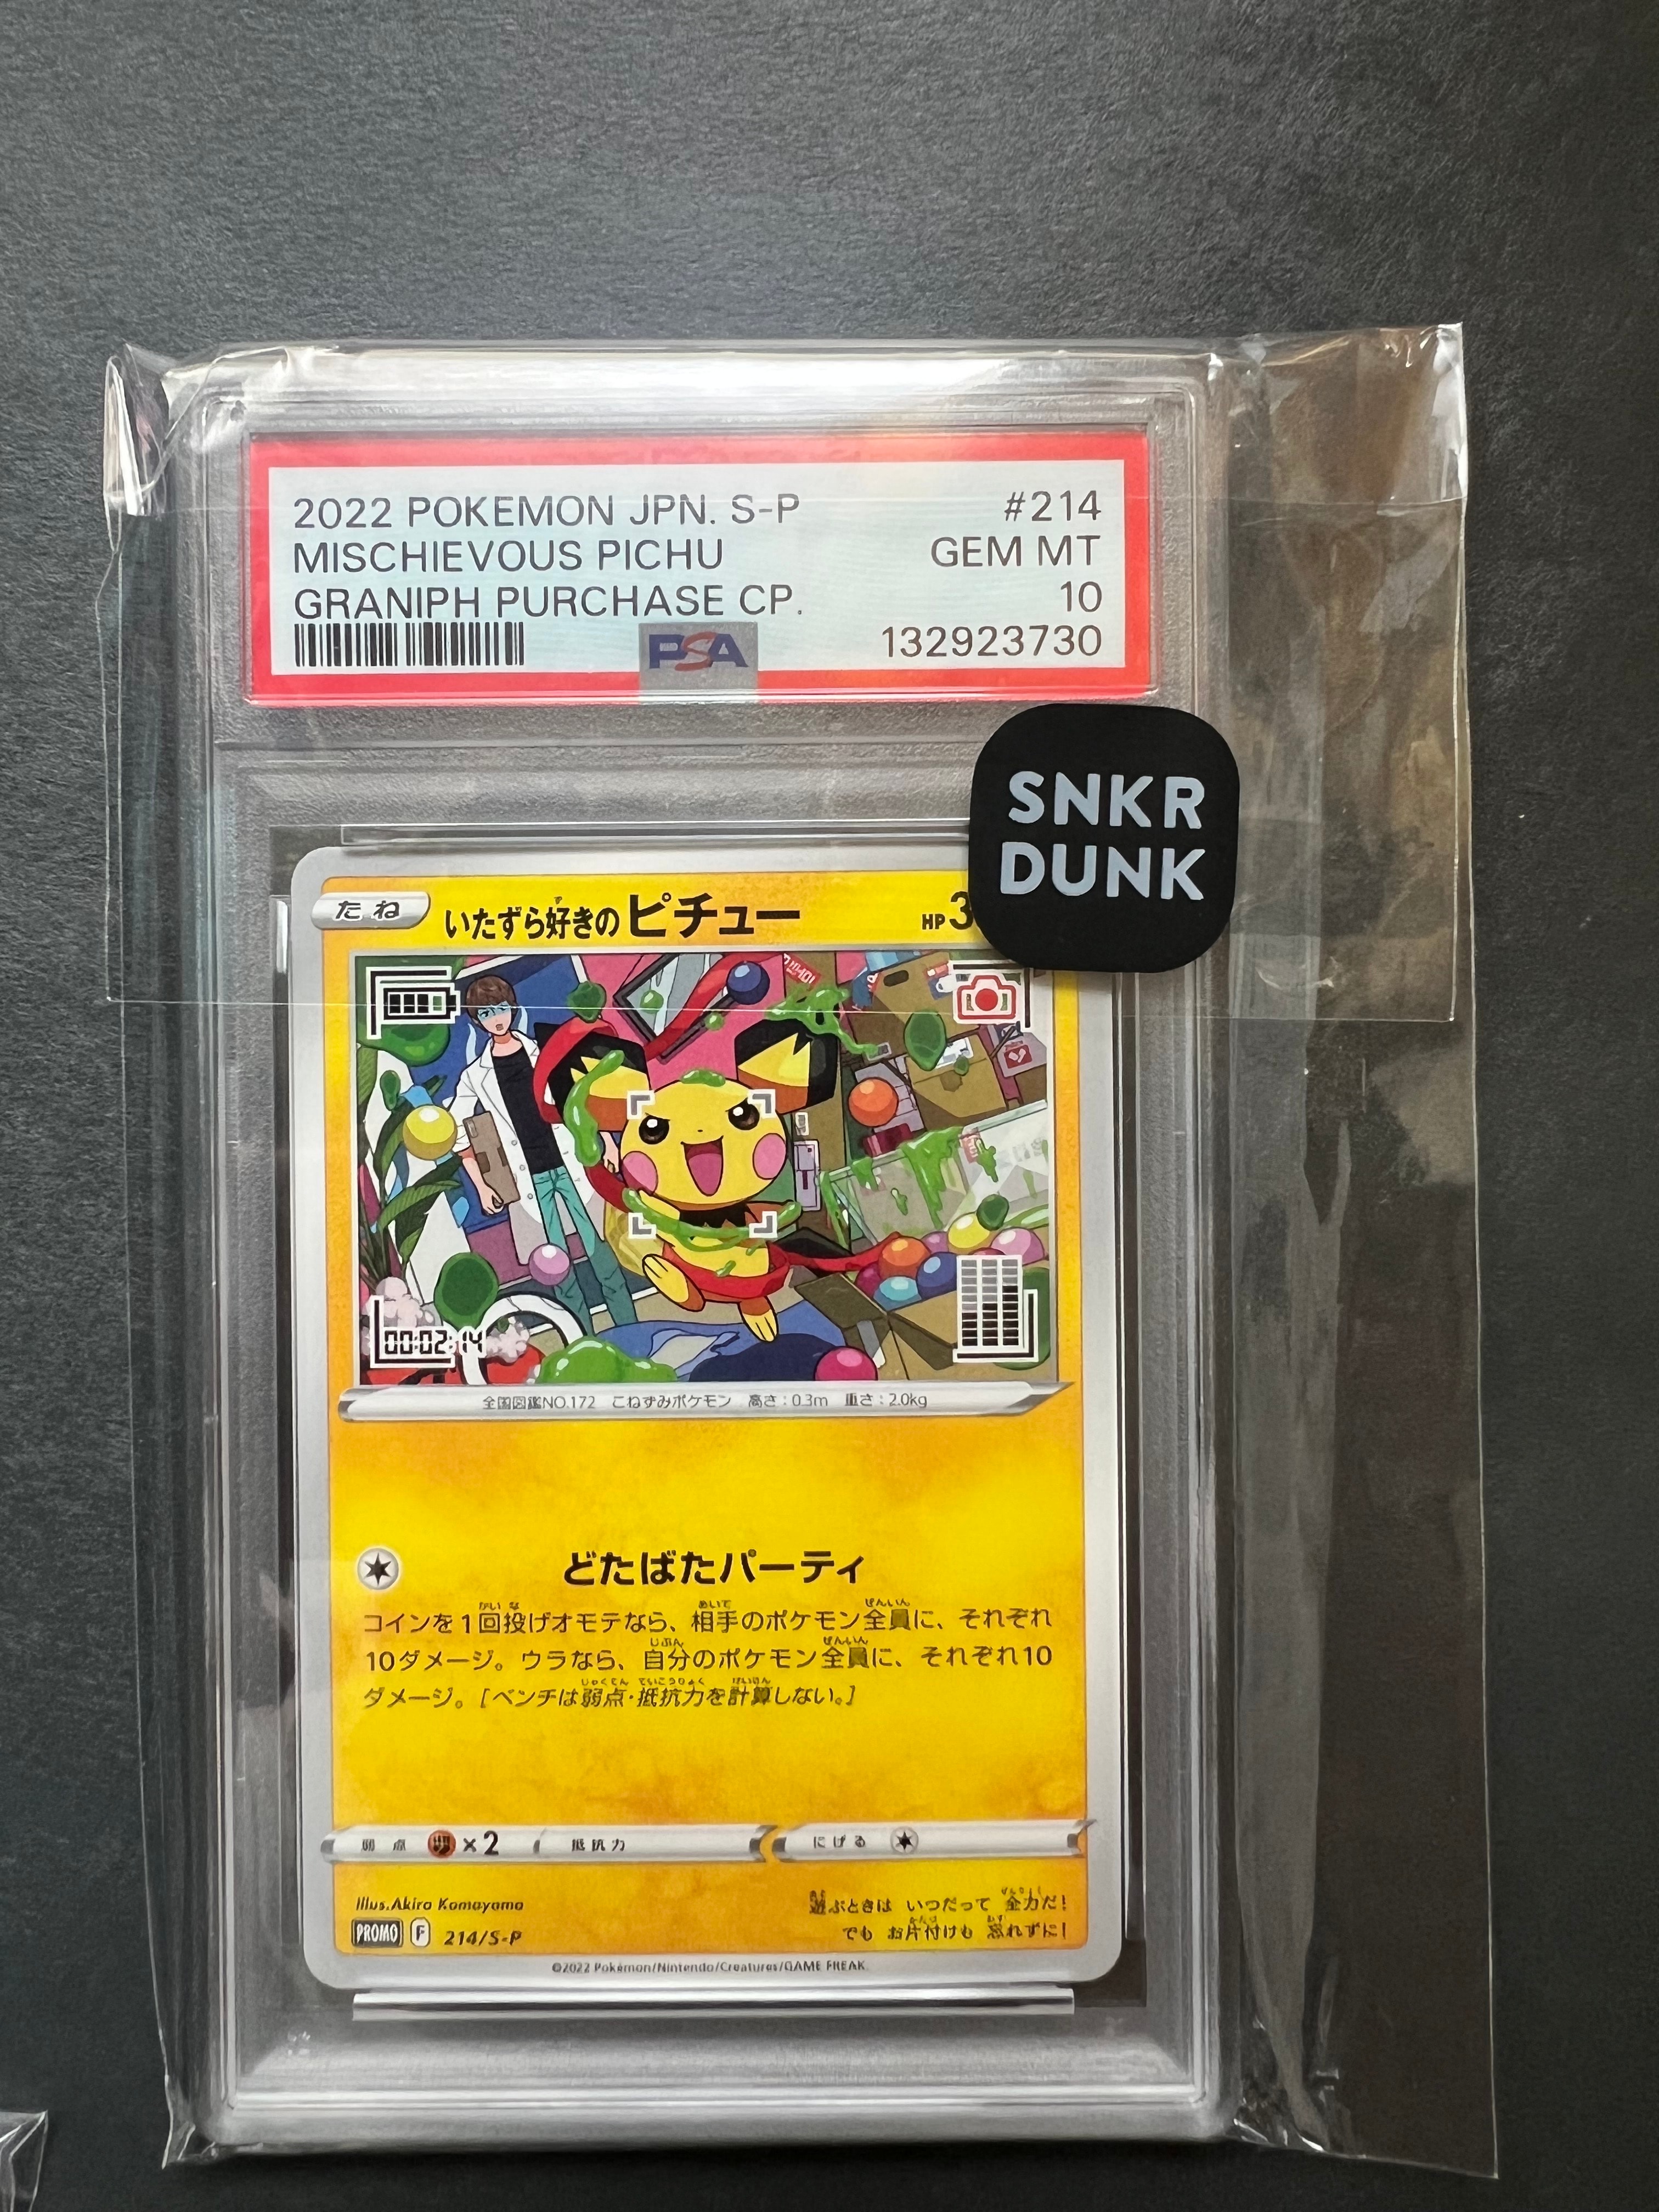 2022 POKEMON JPN. S-P #214
MISCHIEVOUS PICHU GEM MT
GRANIPH PURCHASE CP. 10
PSA 132923730
SNKR
DUNK
たね いたずら好きのピチュー HP3
00:02:14
全国図鑑NO.172 こねずみポケモン 高さ:0.3m 重さ:2.0kg
どたばたパーティ
コインを1回投げオモテなら、相手のポケモン全員に、それぞれ
10ダメージ。ウラなら、自分のポケモン全員に、それぞれ10
ダメージ。[ベンチは弱点・抵抗力を計算しない。]
弱点 ×2 抵抗力 にげる
Illus.Akira Komayama
遊ぶときは いつだって 全力だ!
PROMO F 214/S-P
でも お片付けも 忘れずに!
©2022 Pokémon/Nintendo/Creatures/GAME FREAK.